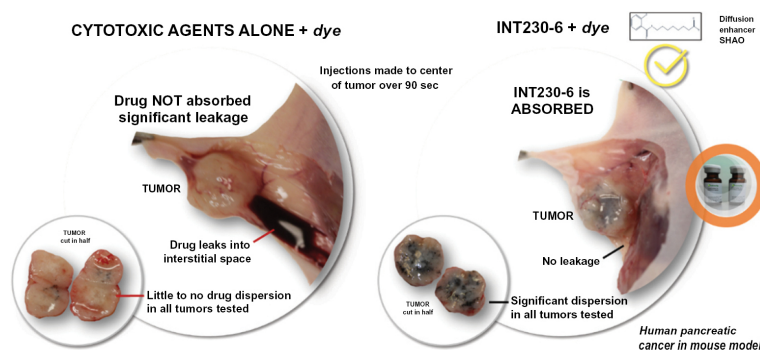 CYTOTOXIC AGENTS ALONE + dye
INT230-6 + dye
Diffusion
enhancer
SHAO
Injections made to center
of tumor over 90 sec
Drug NOT absorbed
significant leakage
INT230-6 is
ABSORBED
TUMOR
TUMOR
Drug leaks into
interstitial space
No leakage
TUMOR
cut in half
Little to no drug dispersion
in all tumors tested
TUMOR
cut in half
Significant dispersion
in all tumors tested
Human pancreatic
cancer in mouse model